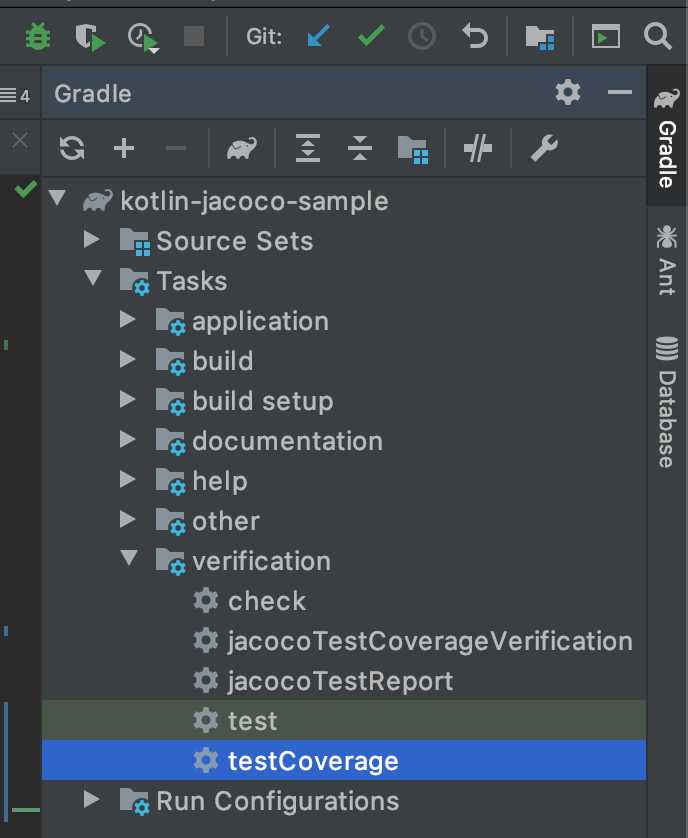 Git:
4
Gradle
kotlin-jacoco-sample
Source Sets
Tasks
application
build
build setup
documentation
help
other
verification
check
jacocoTestCoverageVerification
jacocoTestReport
test
testCoverage
Run Configurations
Gradle
Ant
Database